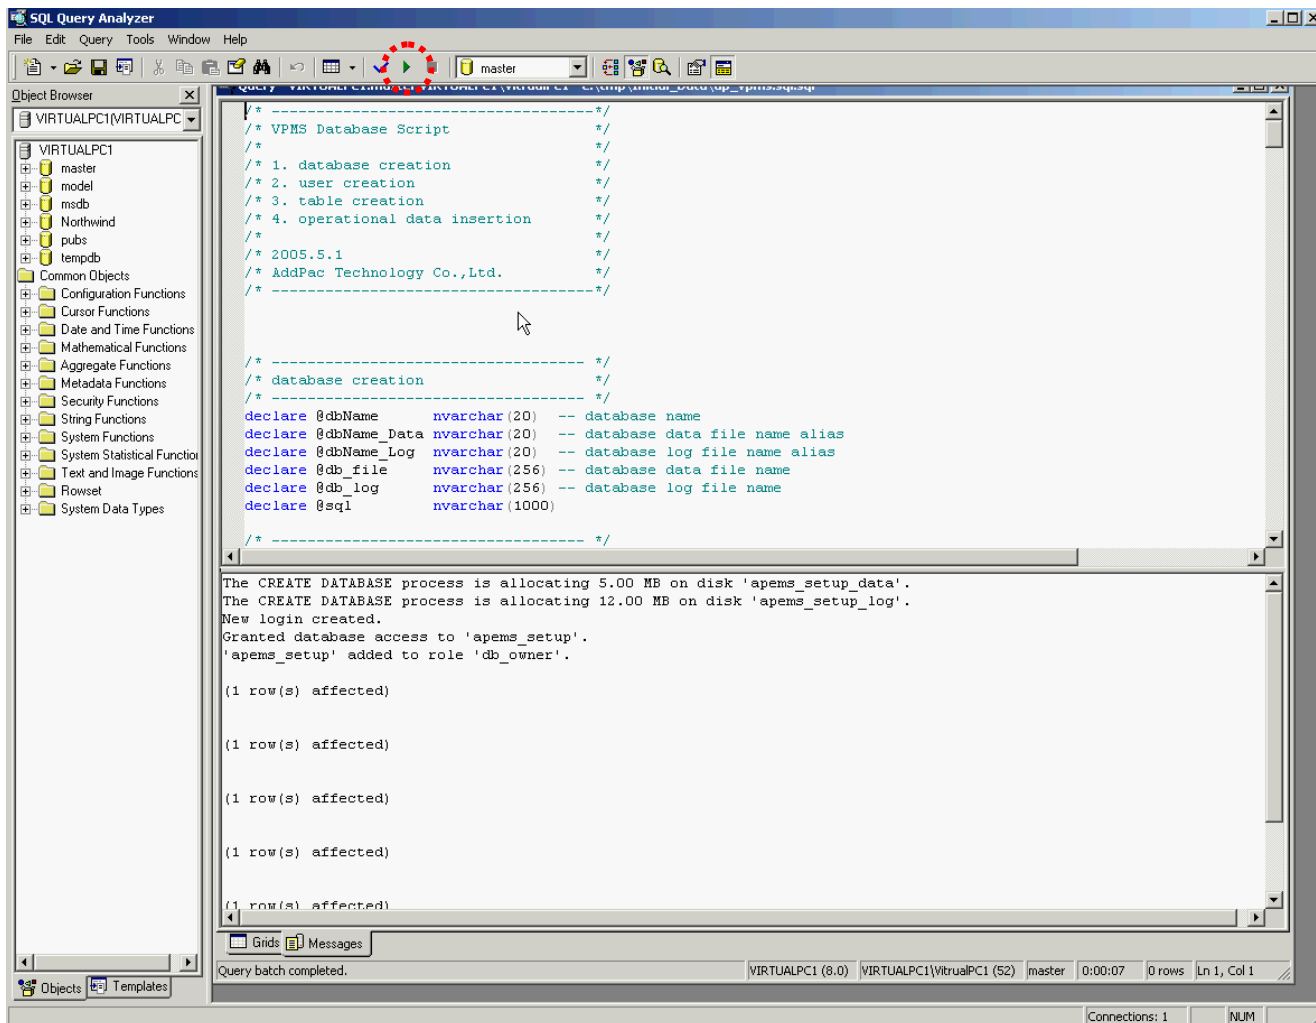 SQL Query Analyzer
File Edit Query Tools Window Help
master
Object Browser
VIRTUALPC1(VIRTUALPC
VIRTUALPC1
master
model
msdb
Northwind
pubs
tempdb
Common Objects
Configuration Functions
Cursor Functions
Date and Time Functions
Mathematical Functions
Aggregate Functions
Metadata Functions
Security Functions
String Functions
System Functions
System Statistical Function
Text and Image Functions
Rowset
System Data Types
Objects Templates
/* ------------------------------------*/
/* VPMS Database Script */
/* */
/* 1. database creation */
/* 2. user creation */
/* 3. table creation */
/* 4. operational data insertion */
/* */
/* 2005.5.1 */
/* AddPac Technology Co.,Ltd. */
/* ------------------------------------*/
/* ----------------------------------- */
/* database creation */
/* ----------------------------------- */
declare @dbName nvarchar(20) -- database name
declare @dbName_Data nvarchar(20) -- database data file name alias
declare @dbName_Log nvarchar(20) -- database log file name alias
declare @db_file nvarchar(256) -- database data file name
declare @db_log nvarchar(256) -- database log file name
declare @sql nvarchar(1000)
/* ----------------------------------- */
The CREATE DATABASE process is allocating 5.00 MB on disk 'apems_setup_data'.
The CREATE DATABASE process is allocating 12.00 MB on disk 'apems_setup_log'.
New login created.
Granted database access to 'apems_setup'.
'apems_setup' added to role 'db_owner'.
(1 row(s) affected)
(1 row(s) affected)
(1 row(s) affected)
(1 row(s) affected)
(1 row(s) affected)
Grids Messages
Query batch completed. VIRTUALPC1 (8.0) VIRTUALPC1\VitrualPC1 (52) master 0:00:07 0 rows Ln 1, Col 1
Connections: 1 NUM